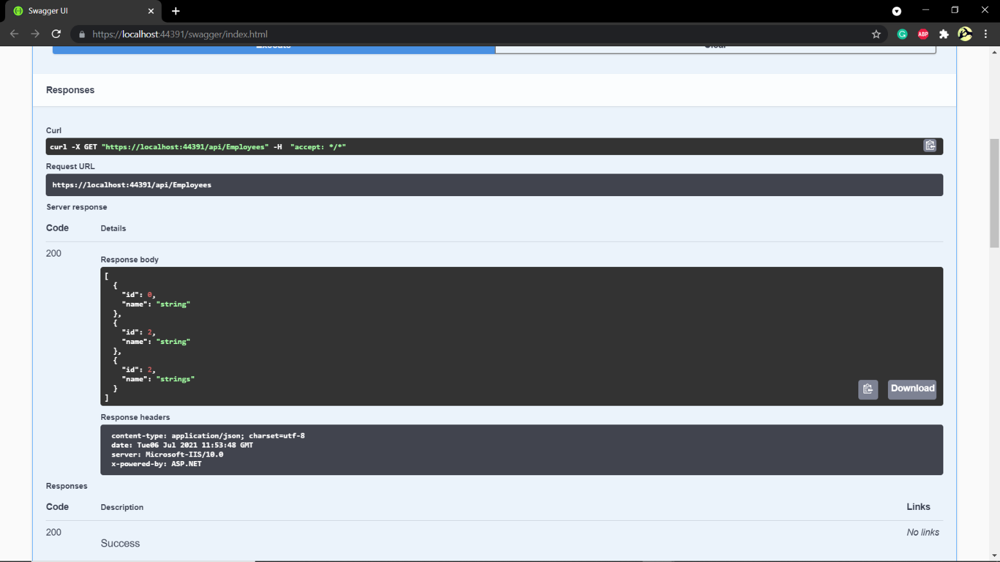 Swagger UI
https://localhost:44391/swagger/index.html
G
ABP
Execute Clear
Responses
Curl
curl -X GET "https://localhost:44391/api/Employees" -H "accept: */*"
Request URL
https://localhost:44391/api/Employees
Server response
Code Details
200
Response body
[
{
"id": 0,
"name": "string"
},
{
"id": 2,
"name": "string"
},
{
"id": 2,
"name": "strings"
}
]
Download
Response headers
content-type: application/json; charset=utf-8
date: Tue06 Jul 2021 11:53:48 GMT
server: Microsoft-IIS/10.0
x-powered-by: ASP.NET
Responses
Code Description Links
200 No links
Success